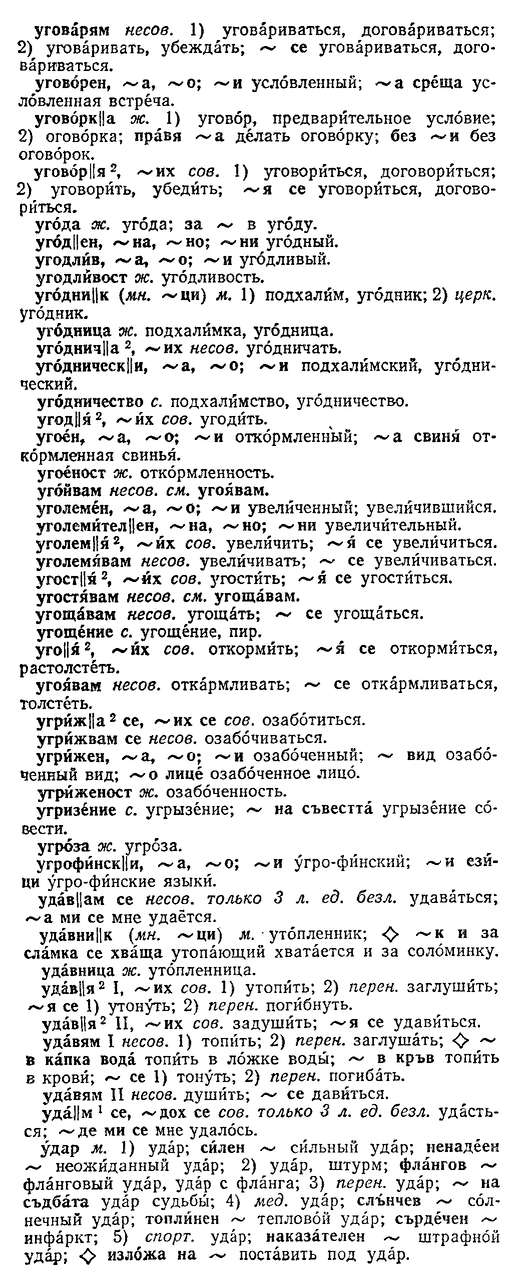 угова́рям несов. 1) угова́риваться, догова́риваться;
2) угова́ривать, убежда́ть; ~ се угова́риваться, дого-
ва́риваться.
угово́рен, ~а, ~о; ~и усло́вленный; ~а сре́ща ус-
ло́вленная встре́ча.
угово́рк||а ж. 1) угово́р, предвари́тельное усло́вие;
2) огово́рка; пра́вя ~а де́лать огово́рку; без ~и без
огово́рок.
угово́р||я², ~их сов. 1) уговори́ться, договори́ться;
2) уговори́ть, убеди́ть; ~я се уговори́ться, догово-
ри́ться.
уго́да ж. уго́да; за ~ в уго́ду.
уго́д||ен, ~на, ~но; ~ни уго́дный.
угодли́в, ~а, ~о; ~и уго́дливый.
угодли́вост ж. уго́дливость.
уго́дни||к (мн. ~ци) м. 1) подхали́м, уго́дник; 2) церк.
уго́дник.
уго́дница ж. подхали́мка, уго́дница.
уго́днич||а², ~их несов. уго́дничать.
уго́дническ||и, ~а, ~о; ~и подхали́мский, уго́дни-
ческий.
уго́дничество с. подхали́мство, уго́дничество.
угод||я́², ~и́х сов. угоди́ть.
угое́н, ~а, ~о; ~и отко́рмленный; ~а свиня́ от-
ко́рмленная свинья́.
угое́ност ж. отко́рмленность.
уго́йвам несов. см. угоя́вам.
уголеме́н, ~а, ~о; ~и увели́ченный; увели́чившийся.
уголеми́тел||ен, ~на, ~но; ~ни увеличи́тельный.
уголем||я́², ~и́х сов. увели́чить; ~я́ се увели́читься.
уголемя́вам несов. увели́чивать; ~ се увели́чиваться.
угост||я́², ~и́х сов. угости́ть; ~я́ се угости́ться.
угостя́вам несов. см. угоща́вам.
угоща́вам несов. угоща́ть; ~ се угоща́ться.
угоще́ние с. угоще́ние, пир.
уго||я́², ~и́х сов. откорми́ть; ~я́ се откорми́ться,
растолсте́ть.
угоя́вам несов. отка́рмливать; ~ се отка́рмливаться,
толсте́ть.
угри́ж||а² се, ~их се сов. озабо́титься.
угри́жвам се несов. озабо́чиваться.
угри́жен, ~а, ~о; ~и озабо́ченный; ~ вид озабо́-
ченный вид; ~о лице́ озабо́ченное лицо́.
угри́женост ж. озабо́ченность.
угризе́ние с. угрызе́ние; ~ на съвестта́ угрызе́ние со́-
вести.
угро́за ж. угро́за.
угрофи́нск||и, ~а, ~о; ~и у́гро-фи́нский; ~и ези́-
ци у́гро-фи́нские языки́.
уда́в||ам се несов. только 3 л. ед. безл. удава́ться;
~а ми се мне удаётся.
уда́вни||к (мн. ~ци) м. уто́пленник; ◇ ~к и за
сла́мка се хва́ща утопа́ющий хвата́ется и за соло́минку.
уда́вница ж. уто́пленница.
уда́в||я² I, ~их сов. 1) утопи́ть; 2) перен. заглуши́ть;
~я се 1) утону́ть; 2) перен. поги́бнуть.
уда́в||я² II, ~их сов. задуши́ть; ~я се удави́ться.
уда́вям I несов. 1) топи́ть; 2) перен. заглуша́ть; ◇ ~
в ка́пка вода́ топи́ть в ло́жке воды́; ~ в кръв топи́ть
в крови́; ~ се 1) тону́ть; 2) перен. погиба́ть.
уда́вям II несов. души́ть; ~ се дави́ться.
уда́||м¹ се, ~дох се сов. только 3 л. ед. безл. уда́сть-
ся; ~де ми се мне удало́сь.
у́дар м. 1) уда́р; си́лен ~ си́льный уда́р; ненаде́ен
~ неожи́данный уда́р; 2) уда́р, штурм; фла́нгов ~
фла́нговый уда́р, уда́р с фла́нга; 3) перен. уда́р; ~ на
съдба́та уда́р судьбы́; 4) мед. уда́р; слъ́нчев ~ со́л-
нечный уда́р; топли́нен ~ теплово́й уда́р; сърде́чен ~
инфа́ркт; 5) спорт. уда́р; наказа́телен ~ штрафно́й
уда́р; ◇ изло́жа на ~ поста́вить под уда́р.